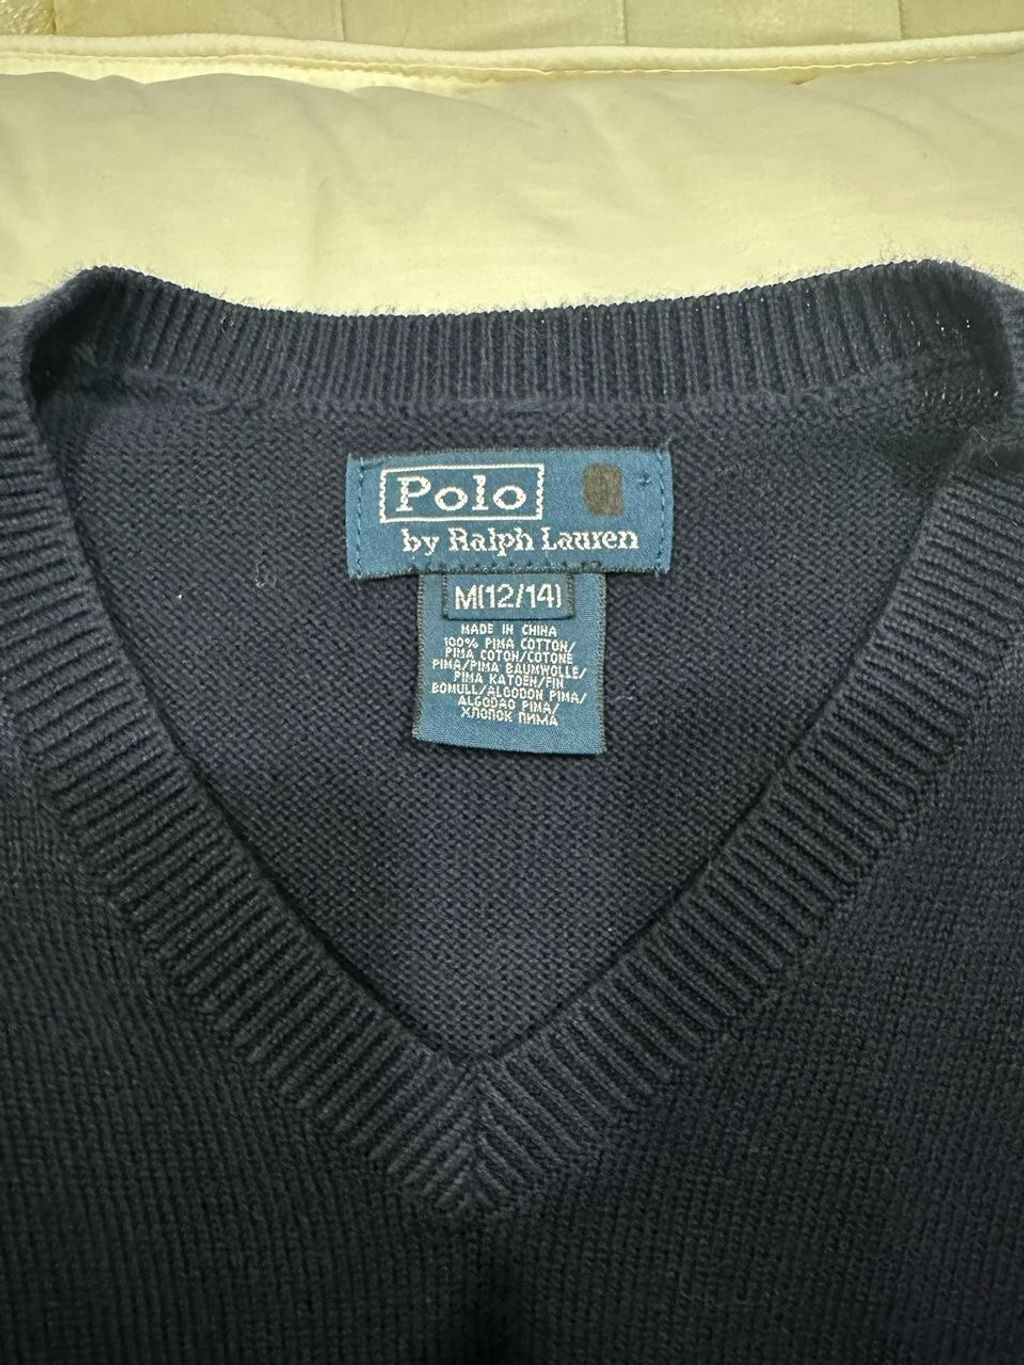 Polo
by Ralph Lauren
M(12/14)
MADE IN CHINA
100% PIMA COTTON/
PIMA COTON/COTONE
PIMA/PIMA BAUMWOLLE/
PIMA KATOEN/FIN
BOMULL/ALGODON PIMA/
ALGODAO PIMA/
ХЛОПОК ПИМА